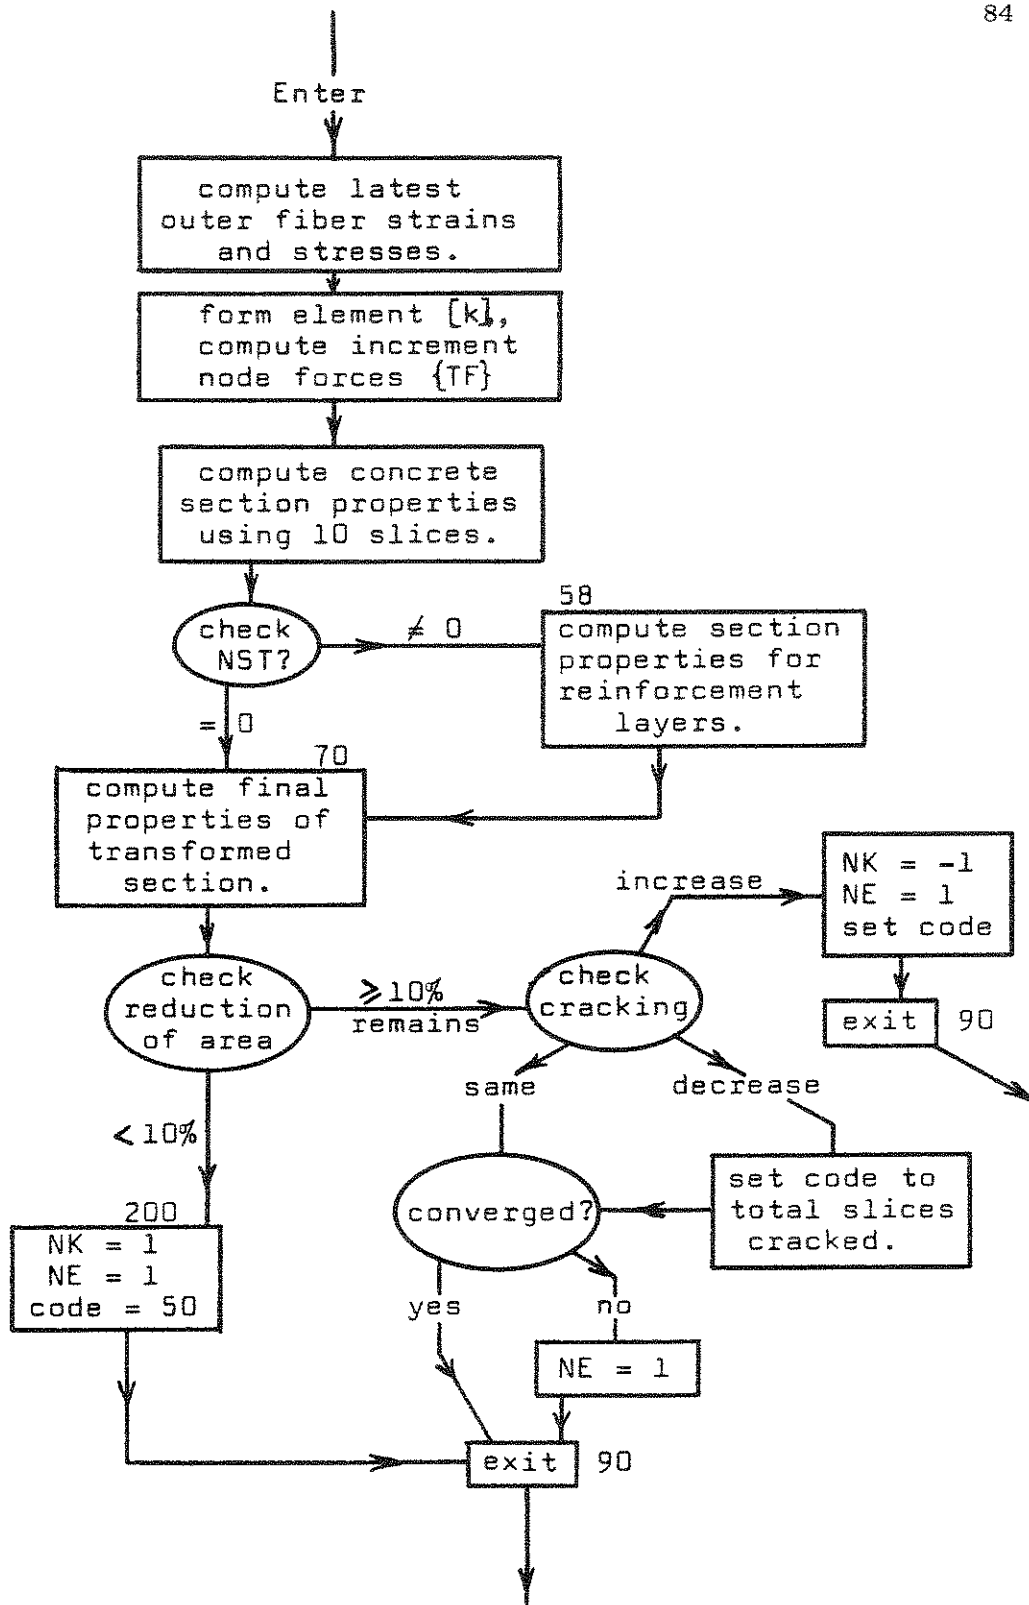 84
Enter
compute latest
outer fiber strains
and stresses.
form element [k],
compute increment
node forces {TF}
compute concrete
section properties
using 10 slices.
check
NST?
≠ 0
58
compute section
properties for
reinforcement
layers.
= 0
70
compute final
properties of
transformed
section.
increase
NK = -1
NE = 1
set code
exit
90
check
reduction
of area
≥10%
remains
check
cracking
same
decrease
<10%
set code to
total slices
cracked.
converged?
200
NK = 1
NE = 1
code = 50
yes
no
NE = 1
exit
90